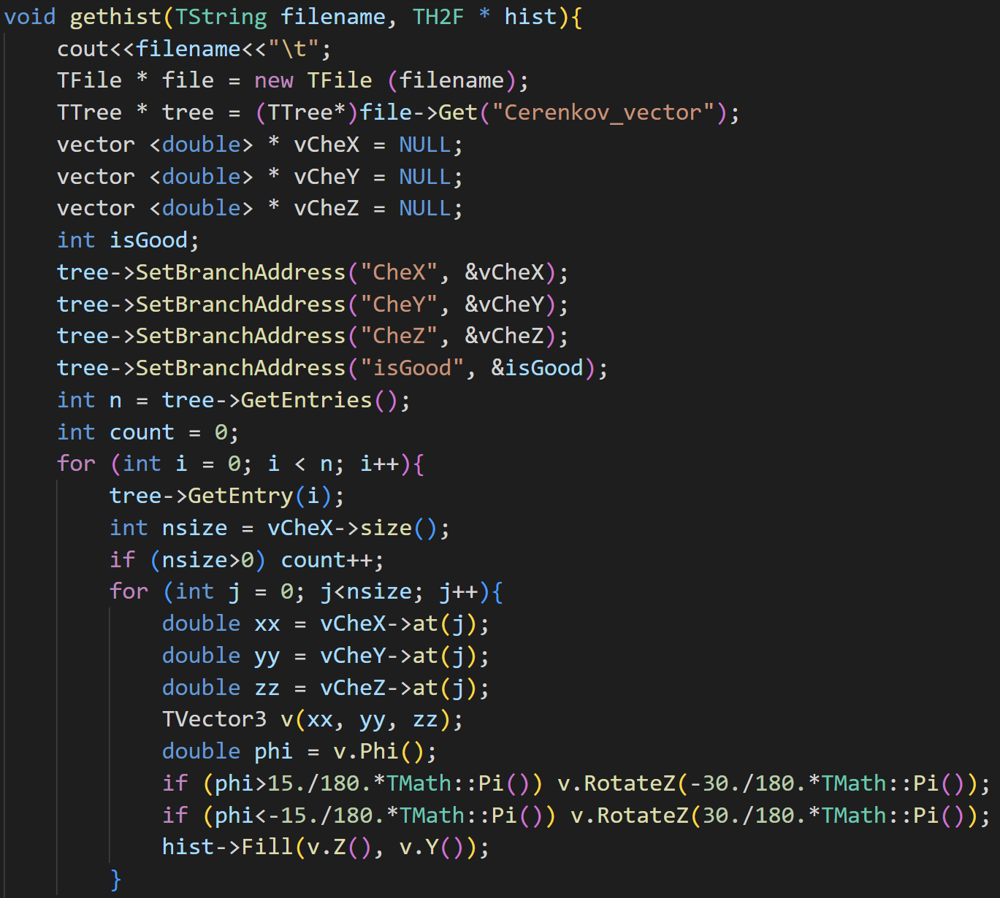 void gethist(TString filename, TH2F * hist){
    cout<<filename<<"\t";
    TFile * file = new TFile (filename);
    TTree * tree = (TTree*)file->Get("Cerenkov_vector");
    vector <double> * vCheX = NULL;
    vector <double> * vCheY = NULL;
    vector <double> * vCheZ = NULL;
    int isGood;
    tree->SetBranchAddress("CheX", &vCheX);
    tree->SetBranchAddress("CheY", &vCheY);
    tree->SetBranchAddress("CheZ", &vCheZ);
    tree->SetBranchAddress("isGood", &isGood);
    int n = tree->GetEntries();
    int count = 0;
    for (int i = 0; i < n; i++){
        tree->GetEntry(i);
        int nsize = vCheX->size();
        if (nsize>0) count++;
        for (int j = 0; j<nsize; j++){
            double xx = vCheX->at(j);
            double yy = vCheY->at(j);
            double zz = vCheZ->at(j);
            TVector3 v(xx, yy, zz);
            double phi = v.Phi();
            if (phi>15./180.*TMath::Pi()) v.RotateZ(-30./180.*TMath::Pi());
            if (phi<-15./180.*TMath::Pi()) v.RotateZ(30./180.*TMath::Pi());
            hist->Fill(v.Z(), v.Y());
        }